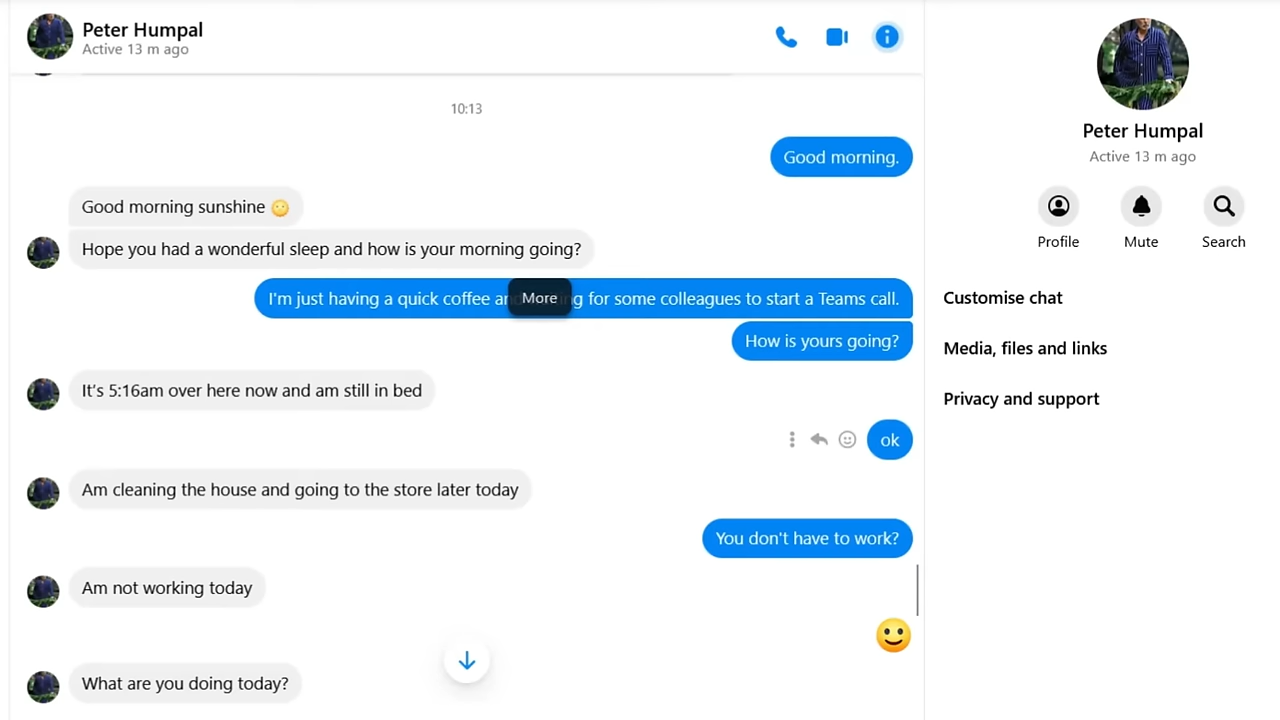 Peter Humpal
Active 13 m ago
10:13
Good morning.
Good morning sunshine 😶
Hope you had a wonderful sleep and how is your morning going?
I'm just having a quick coffee an More g for some colleagues to start a Teams call.
How is yours going?
It's 5:16am over here now and am still in bed
ok
Am cleaning the house and going to the store later today
You don't have to work?
Am not working today
🙂
What are you doing today?
Peter Humpal
Active 13 m ago
Profile
Mute
Search
Customise chat
Media, files and links
Privacy and support